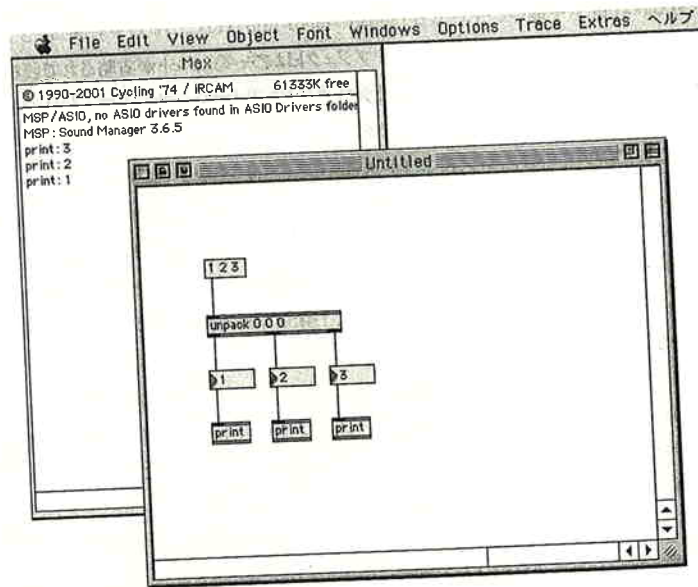 File Edit View Object Font Windows Options Trace Extras ヘルプ
Max
© 1990-2001 Cycling '74 / IRCAM 61333K free
MSP/ASIO, no ASIO drivers found in ASIO Drivers folder
MSP: Sound Manager 3.6.5
print: 3
print: 2
print: 1
Untitled
1 2 3
unpack 0 0 0
1 2 3
print print print